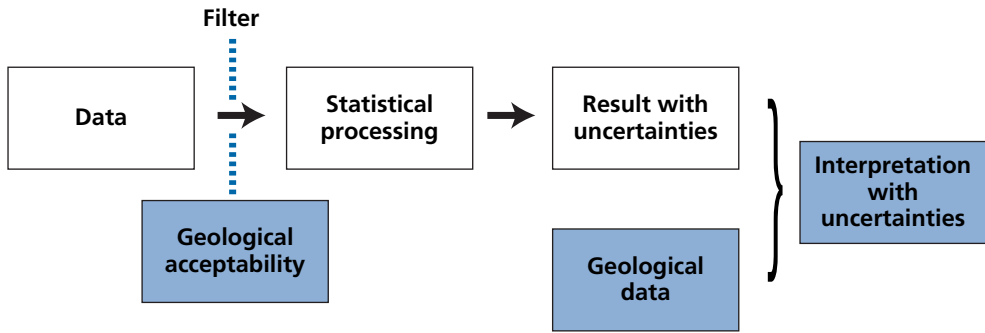 Filter
Data
Statistical
processing
Result with
uncertainties
Interpretation
with
uncertainties
Geological
acceptability
Geological
data